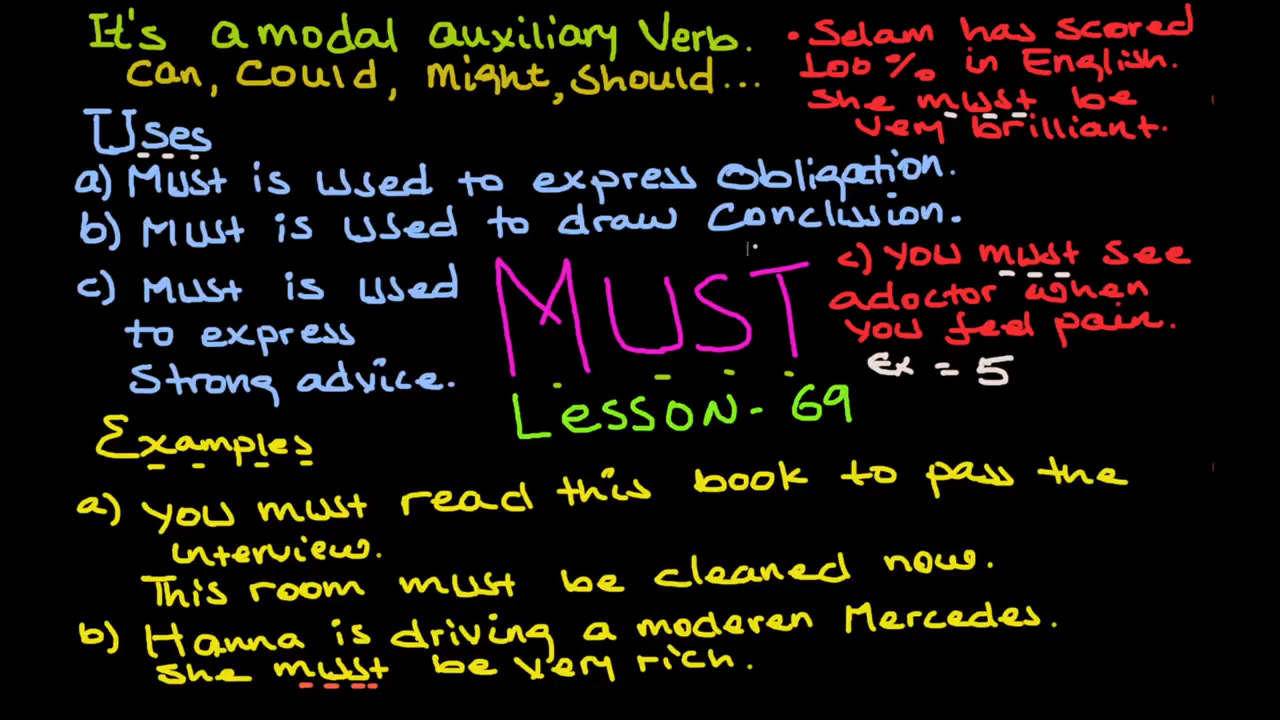 It's a modal auxiliary Verb.
can, could, might, should...
• Selam has scored
100% in English.
She must be
very brilliant.
Uses
a) Must is used to express Obligation.
b) Must is used to draw Conclussion.
c) Must is used
to express
Strong advice.
MUST
Lesson- 69
c) You must see
a doctor when
you feel pain.
Ex = 5
Examples
a) You must read this book to pass the
interview.
This room must be cleaned now.
b) Hanna is driving a moderen Mercedes.
She must be very rich.